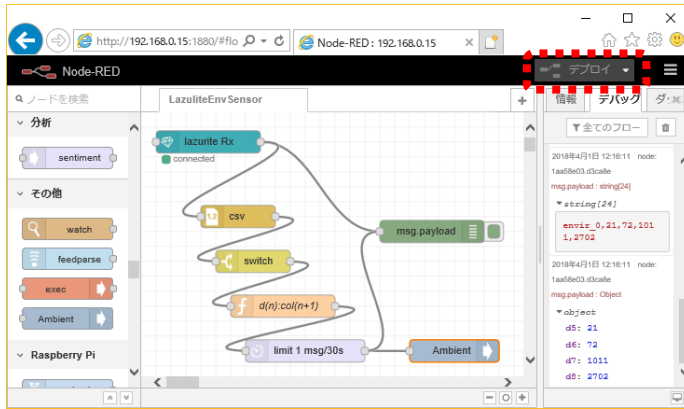 http://192.168.0.15:1880/#flo
Node-RED : 192.168.0.15
Node-RED
デプロイ
ノードを検索
LazuliteEnvSensor
情報
デバッグ
ダッ
全てのフロー
分析
sentiment
その他
watch
feedparse
exec
Ambient
Raspberry Pi
lazurite Rx
connected
1,2
csv
switch
f
d(n):col(n+1)
limit 1 msg/30s
msg.payload
Ambient
2018年4月1日 12:16:11 node:
1aa58e03.d3ca8e
msg.payload : string[24]
string[24]
envir_0,21,72,101
1,2702
2018年4月1日 12:16:11 node:
1aa58e03.d3ca8e
msg.payload : Object
object
d5: 21
d6: 72
d7: 1011
d8: 2702